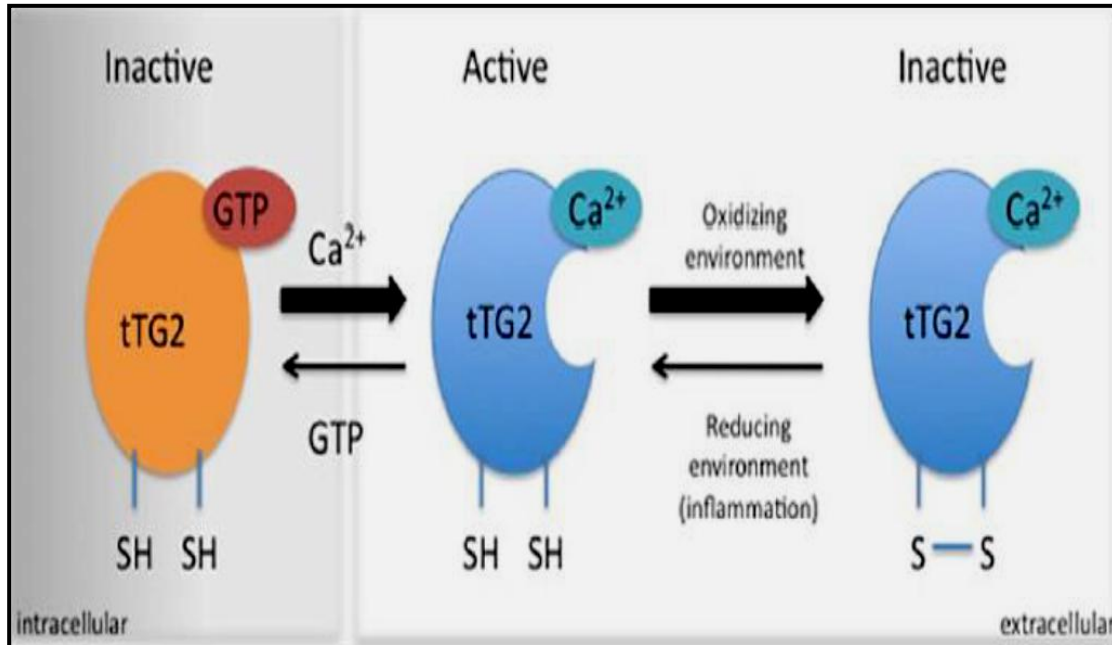 Inactive
Active
Inactive
GTP
tTG2
SH SH
Ca²⁺
GTP
Ca²⁺
tTG2
SH SH
Oxidizing
environment
Reducing
environment
(inflammation)
Ca²⁺
tTG2
S S
intracellular
extracellular